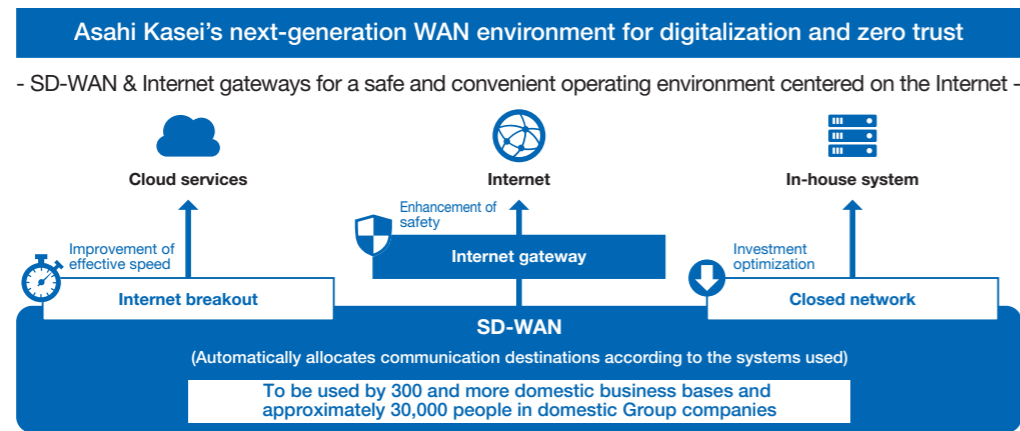 Asahi Kasei's next-generation WAN environment for digitalization and zero trust
- SD-WAN & Internet gateways for a safe and convenient operating environment centered on the Internet -
Cloud services
Internet
In-house system
Improvement of
effective speed
Enhancement of
safety
Investment
optimization
Internet breakout
Internet gateway
Closed network
SD-WAN
(Automatically allocates communication destinations according to the systems used)
To be used by 300 and more domestic business bases and
approximately 30,000 people in domestic Group companies